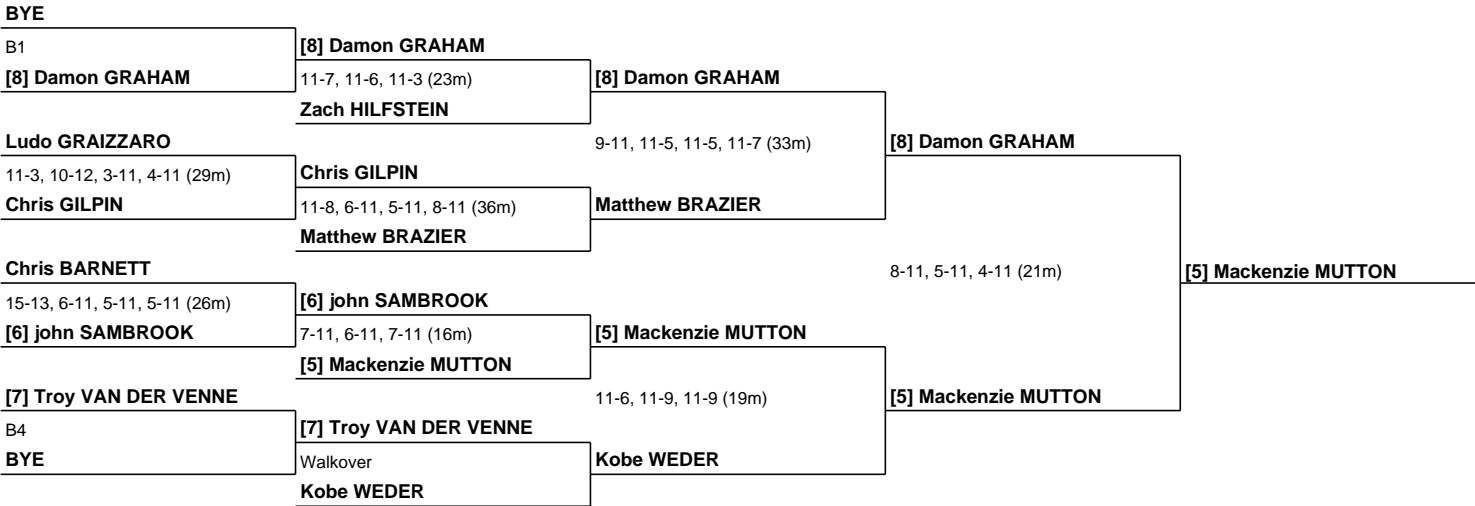 BYE
B1
[8] Damon GRAHAM
[8] Damon GRAHAM
11-7, 11-6, 11-3 (23m)
[8] Damon GRAHAM
Zach HILFSTEIN
Ludo GRAIZZARO
9-11, 11-5, 11-5, 11-7 (33m)
[8] Damon GRAHAM
11-3, 10-12, 3-11, 4-11 (29m)
Chris GILPIN
Chris GILPIN
11-8, 6-11, 5-11, 8-11 (36m)
Matthew BRAZIER
Matthew BRAZIER
Chris BARNETT
8-11, 5-11, 4-11 (21m)
[5] Mackenzie MUTTON
15-13, 6-11, 5-11, 5-11 (26m)
[6] john SAMBROOK
[6] john SAMBROOK
7-11, 6-11, 7-11 (16m)
[5] Mackenzie MUTTON
[5] Mackenzie MUTTON
[7] Troy VAN DER VENNE
11-6, 11-9, 11-9 (19m)
[5] Mackenzie MUTTON
B4
[7] Troy VAN DER VENNE
BYE
Walkover
Kobe WEDER
Kobe WEDER